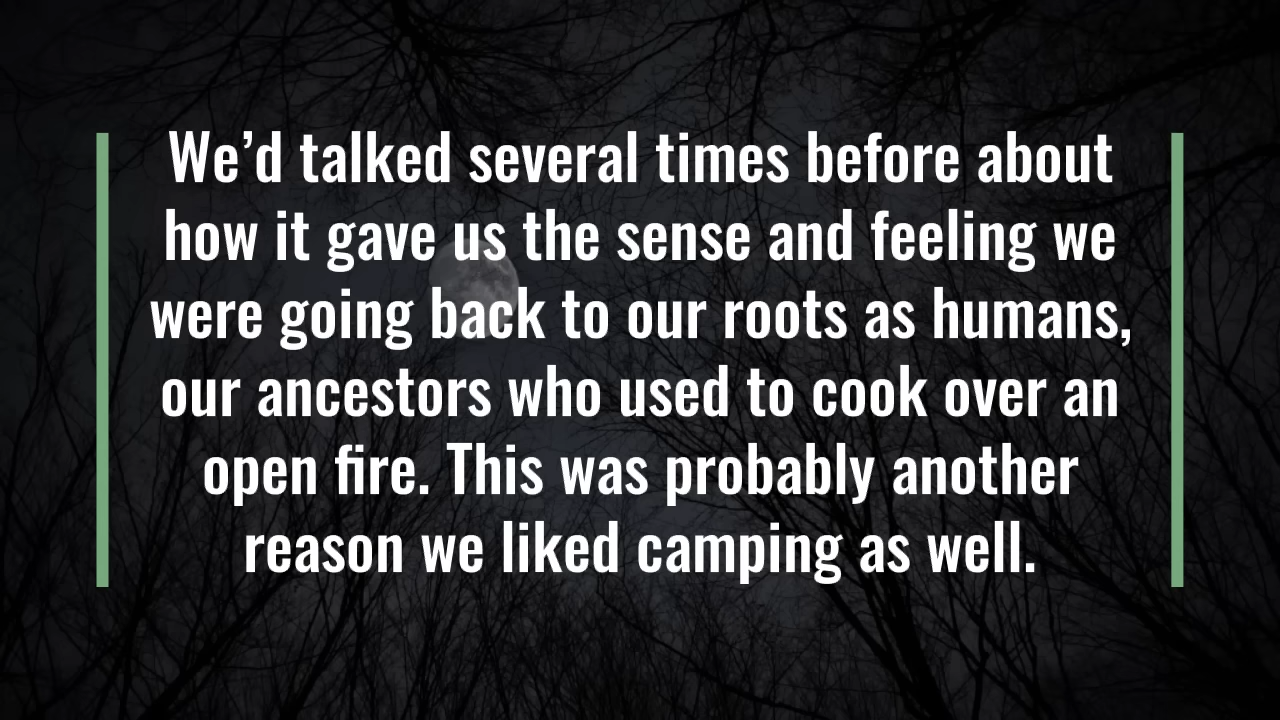 We’d talked several times before about
how it gave us the sense and feeling we
were going back to our roots as humans,
our ancestors who used to cook over an
open fire. This was probably another
reason we liked camping as well.